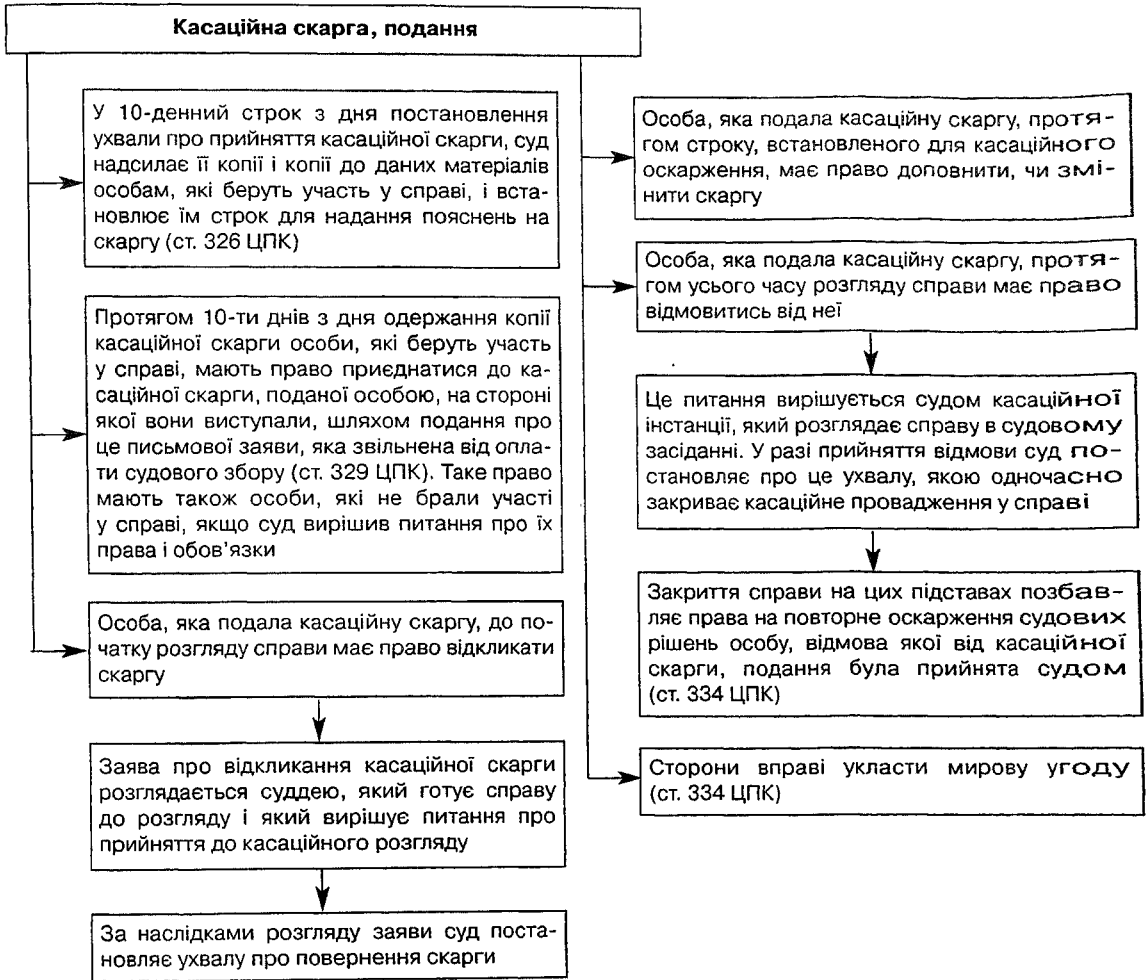 Касаційна скарга, подання
У 10-денний строк з дня постановлення
ухвали про прийняття касаційної скарги, суд
надсилає її копії і копії до даних матеріалів
особам, які беруть участь у справі, і вста-
новлює їм строк для надання пояснень на
скаргу (ст. 326 ЦПК)
Протягом 10-ти днів з дня одержання копії
касаційної скарги особи, які беруть участь
у справі, мають право приєднатися до ка-
саційної скарги, поданої особою, на стороні
якої вони виступали, шляхом подання про
це письмової заяви, яка звільнена від опла-
ти судового збору (ст. 329 ЦПК). Таке право
мають також особи, які не брали участі
у справі, якщо суд вирішив питання про їх
права і обов’язки
Особа, яка подала касаційну скаргу, до по-
чатку розгляду справи має право відкликати
скаргу
Заява про відкликання касаційної скарги
розглядається суддею, який готує справу
до розгляду і який вирішує питання про
прийняття до касаційного розгляду
За наслідками розгляду заяви суд поста-
новляє ухвалу про повернення скарги
Особа, яка подала касаційну скаргу, протя-
гом строку, встановленого для касаційного
оскарження, має право доповнити, чи змі-
нити скаргу
Особа, яка подала касаційну скаргу, протя-
гом усього часу розгляду справи має право
відмовитись від неї
Це питання вирішується судом касаційної
інстанції, який розглядає справу в судовому
засіданні. У разі прийняття відмови суд по-
становляє про це ухвалу, якою одночасно
закриває касаційне провадження у справі
Закриття справи на цих підставах позбав-
ляє права на повторне оскарження судових
рішень особу, відмова якої від касаційної
скарги, подання була прийнята судом
(ст. 334 ЦПК)
Сторони вправі укласти мирову угоду
(ст. 334 ЦПК)